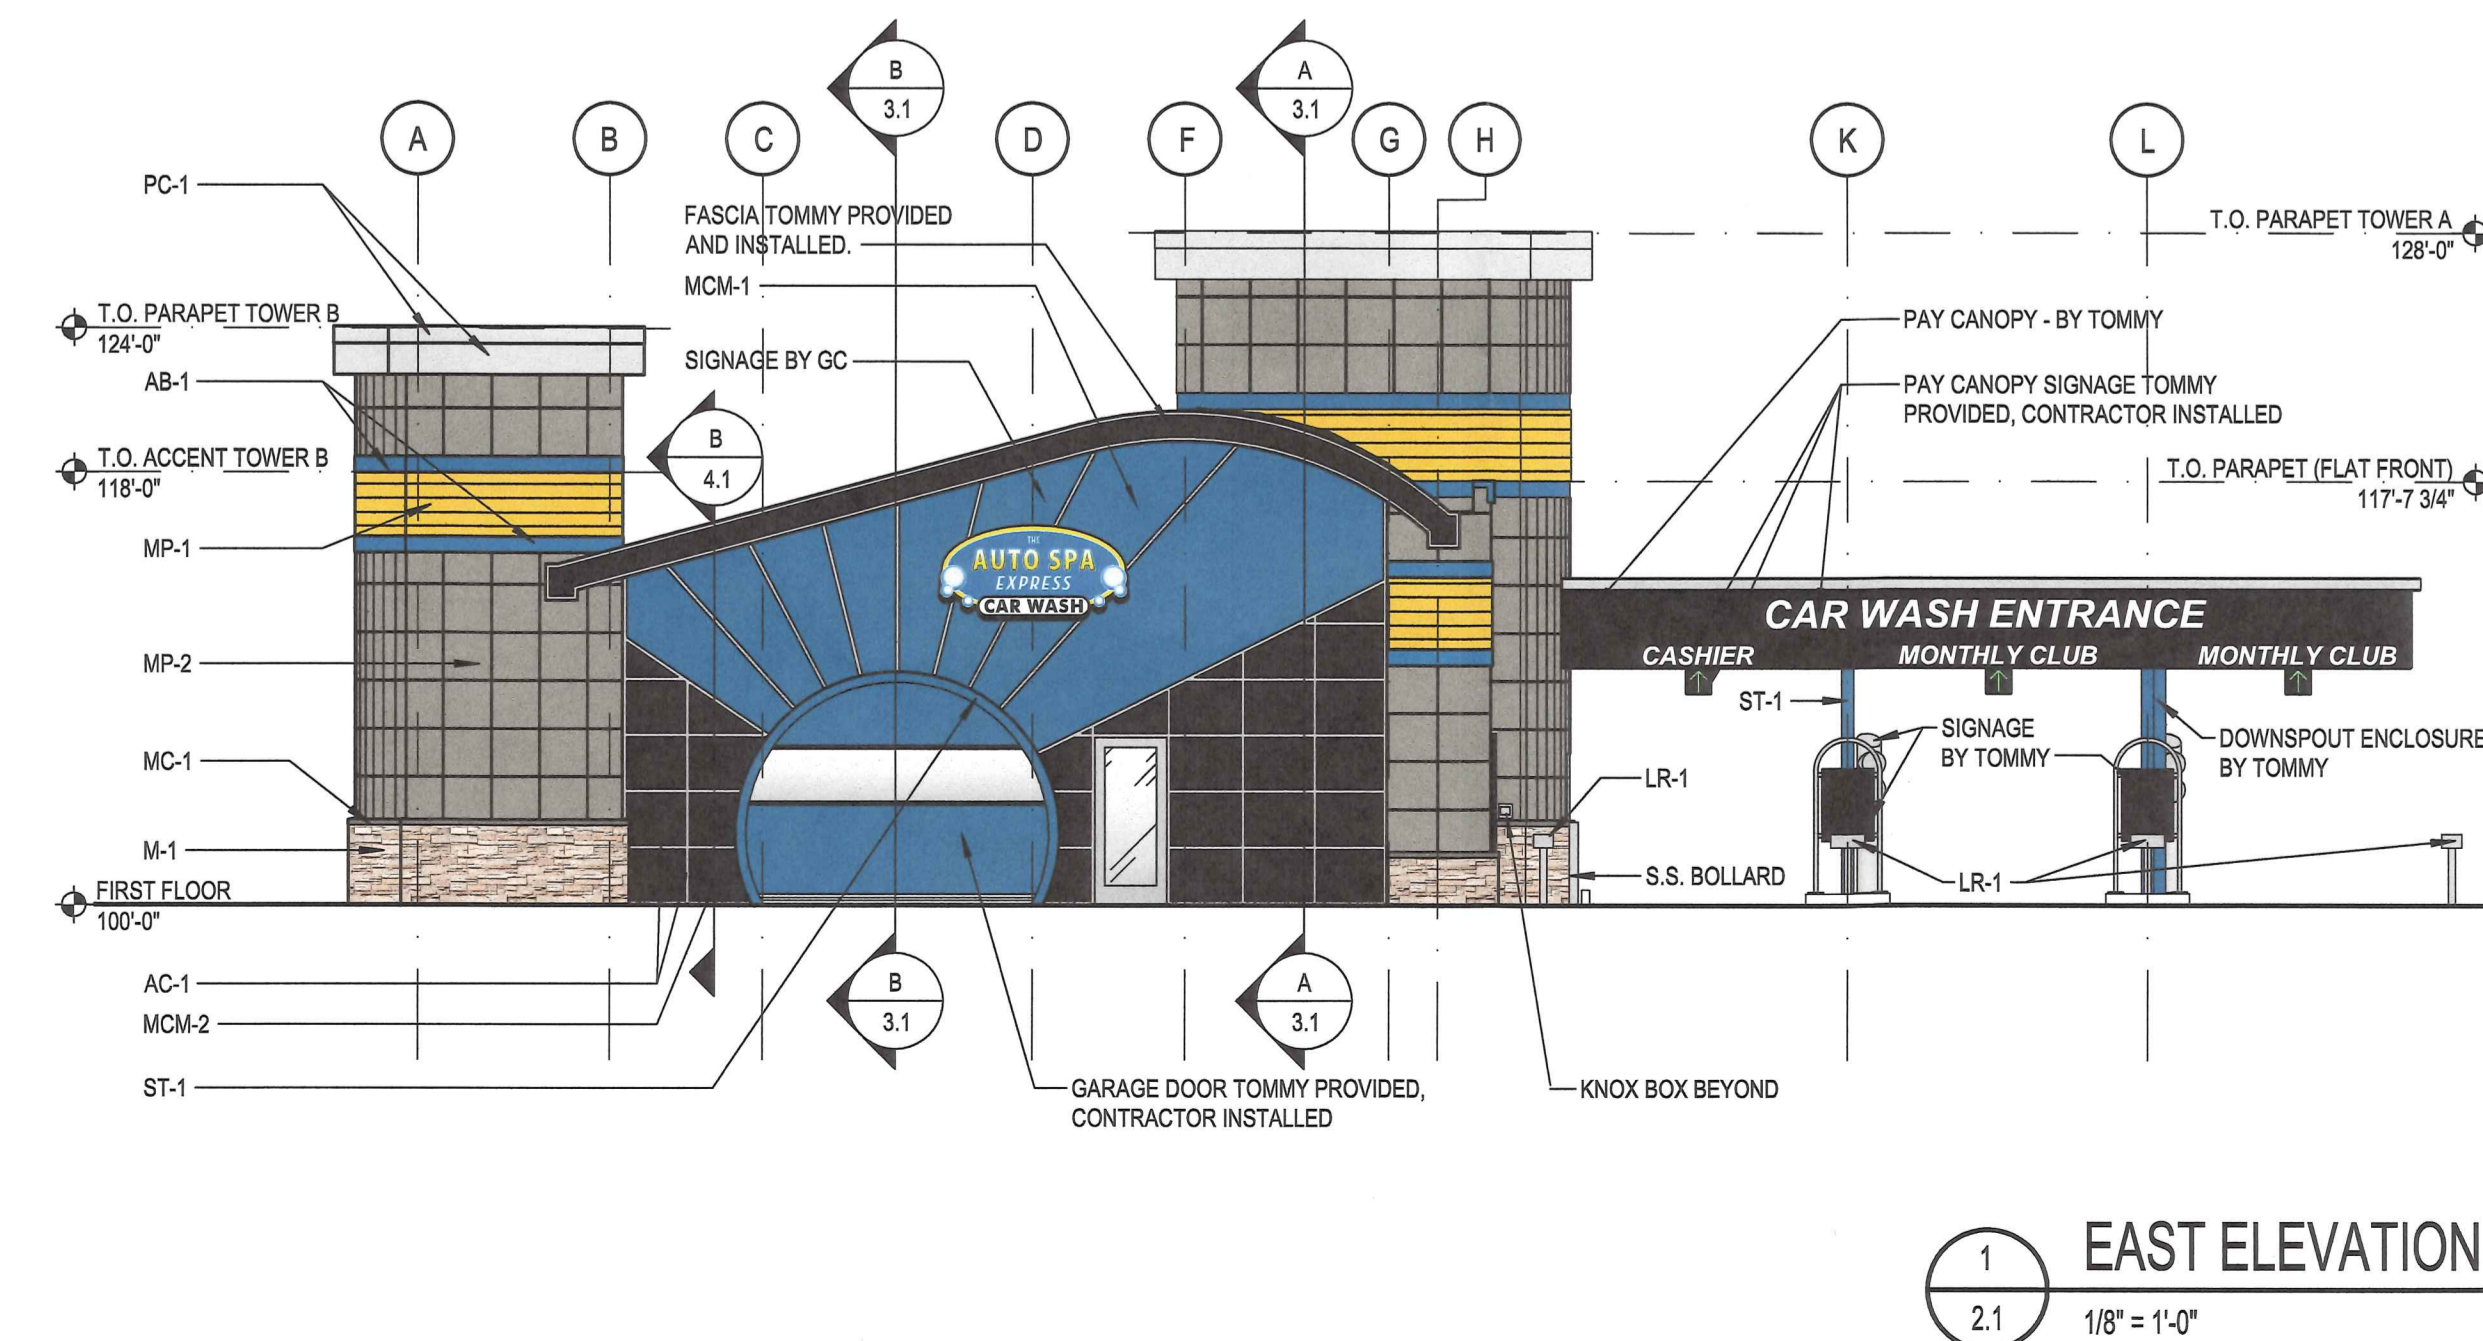 B
3.1
A
3.1
A
B
C
D
F
G
H
K
L
PC-1
FASCIA TOMMY PROVIDED
AND INSTALLED.
T.O. PARAPET TOWER A
128'-0"
MCM-1
T.O. PARAPET TOWER B
124'-0"
PAY CANOPY - BY TOMMY
SIGNAGE BY GC
AB-1
PAY CANOPY SIGNAGE TOMMY
PROVIDED, CONTRACTOR INSTALLED
B
4.1
T.O. ACCENT TOWER B
118'-0"
T.O. PARAPET (FLAT FRONT)
117'-7 3/4"
MP-1
THE
AUTO SPA
EXPRESS
CAR WASH
CAR WASH ENTRANCE
CASHIER
MONTHLY CLUB
MONTHLY CLUB
MP-2
ST-1
SIGNAGE
BY TOMMY
DOWNSPOUT ENCLOSURE
BY TOMMY
MC-1
LR-1
M-1
S.S. BOLLARD
LR-1
FIRST FLOOR
100'-0"
AC-1
MCM-2
B
3.1
A
3.1
ST-1
GARAGE DOOR TOMMY PROVIDED,
CONTRACTOR INSTALLED
KNOX BOX BEYOND
1
2.1
EAST ELEVATION
1/8" = 1'-0"